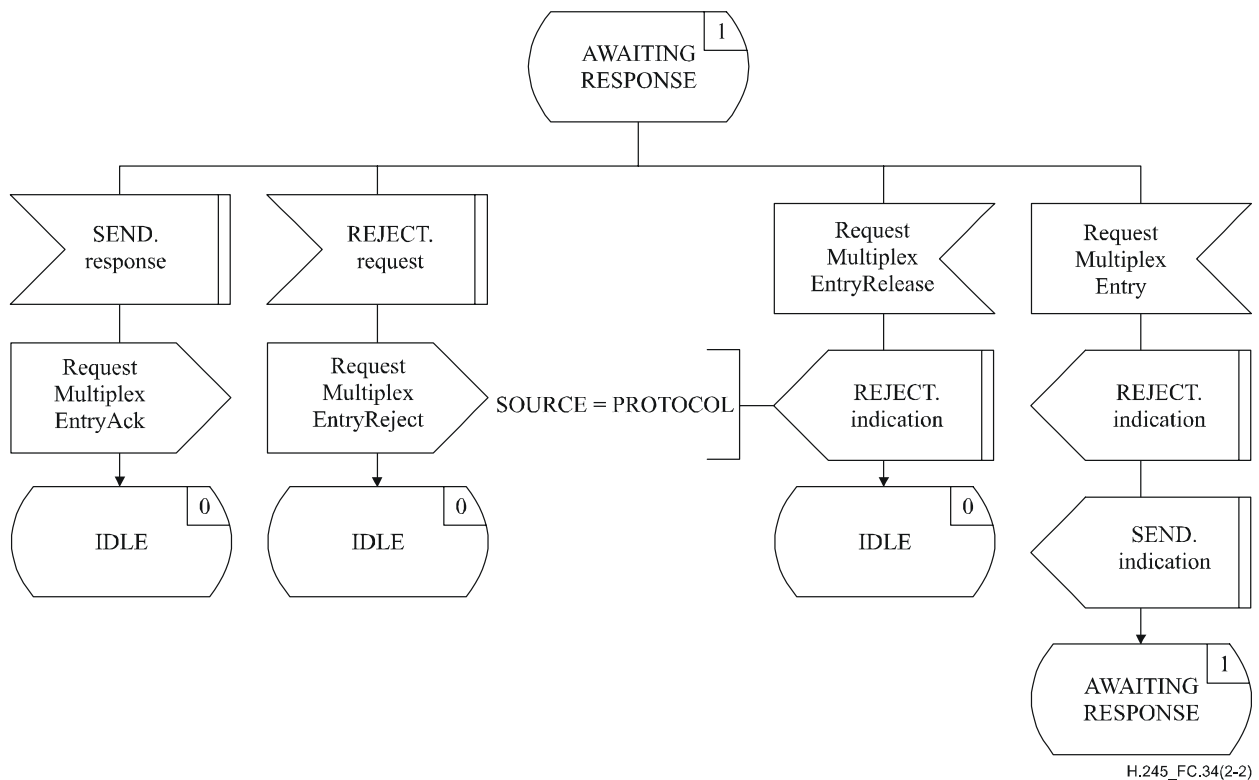 1
AWAITING
RESPONSE
SEND.
response
REJECT.
request
Request
Multiplex
EntryRelease
Request
Multiplex
Entry
Request
Multiplex
EntryAck
Request
Multiplex
EntryReject
SOURCE = PROTOCOL
REJECT.
indication
REJECT.
indication
0
IDLE
0
IDLE
0
IDLE
SEND.
indication
1
AWAITING
RESPONSE
H.245_FC.34(2-2)